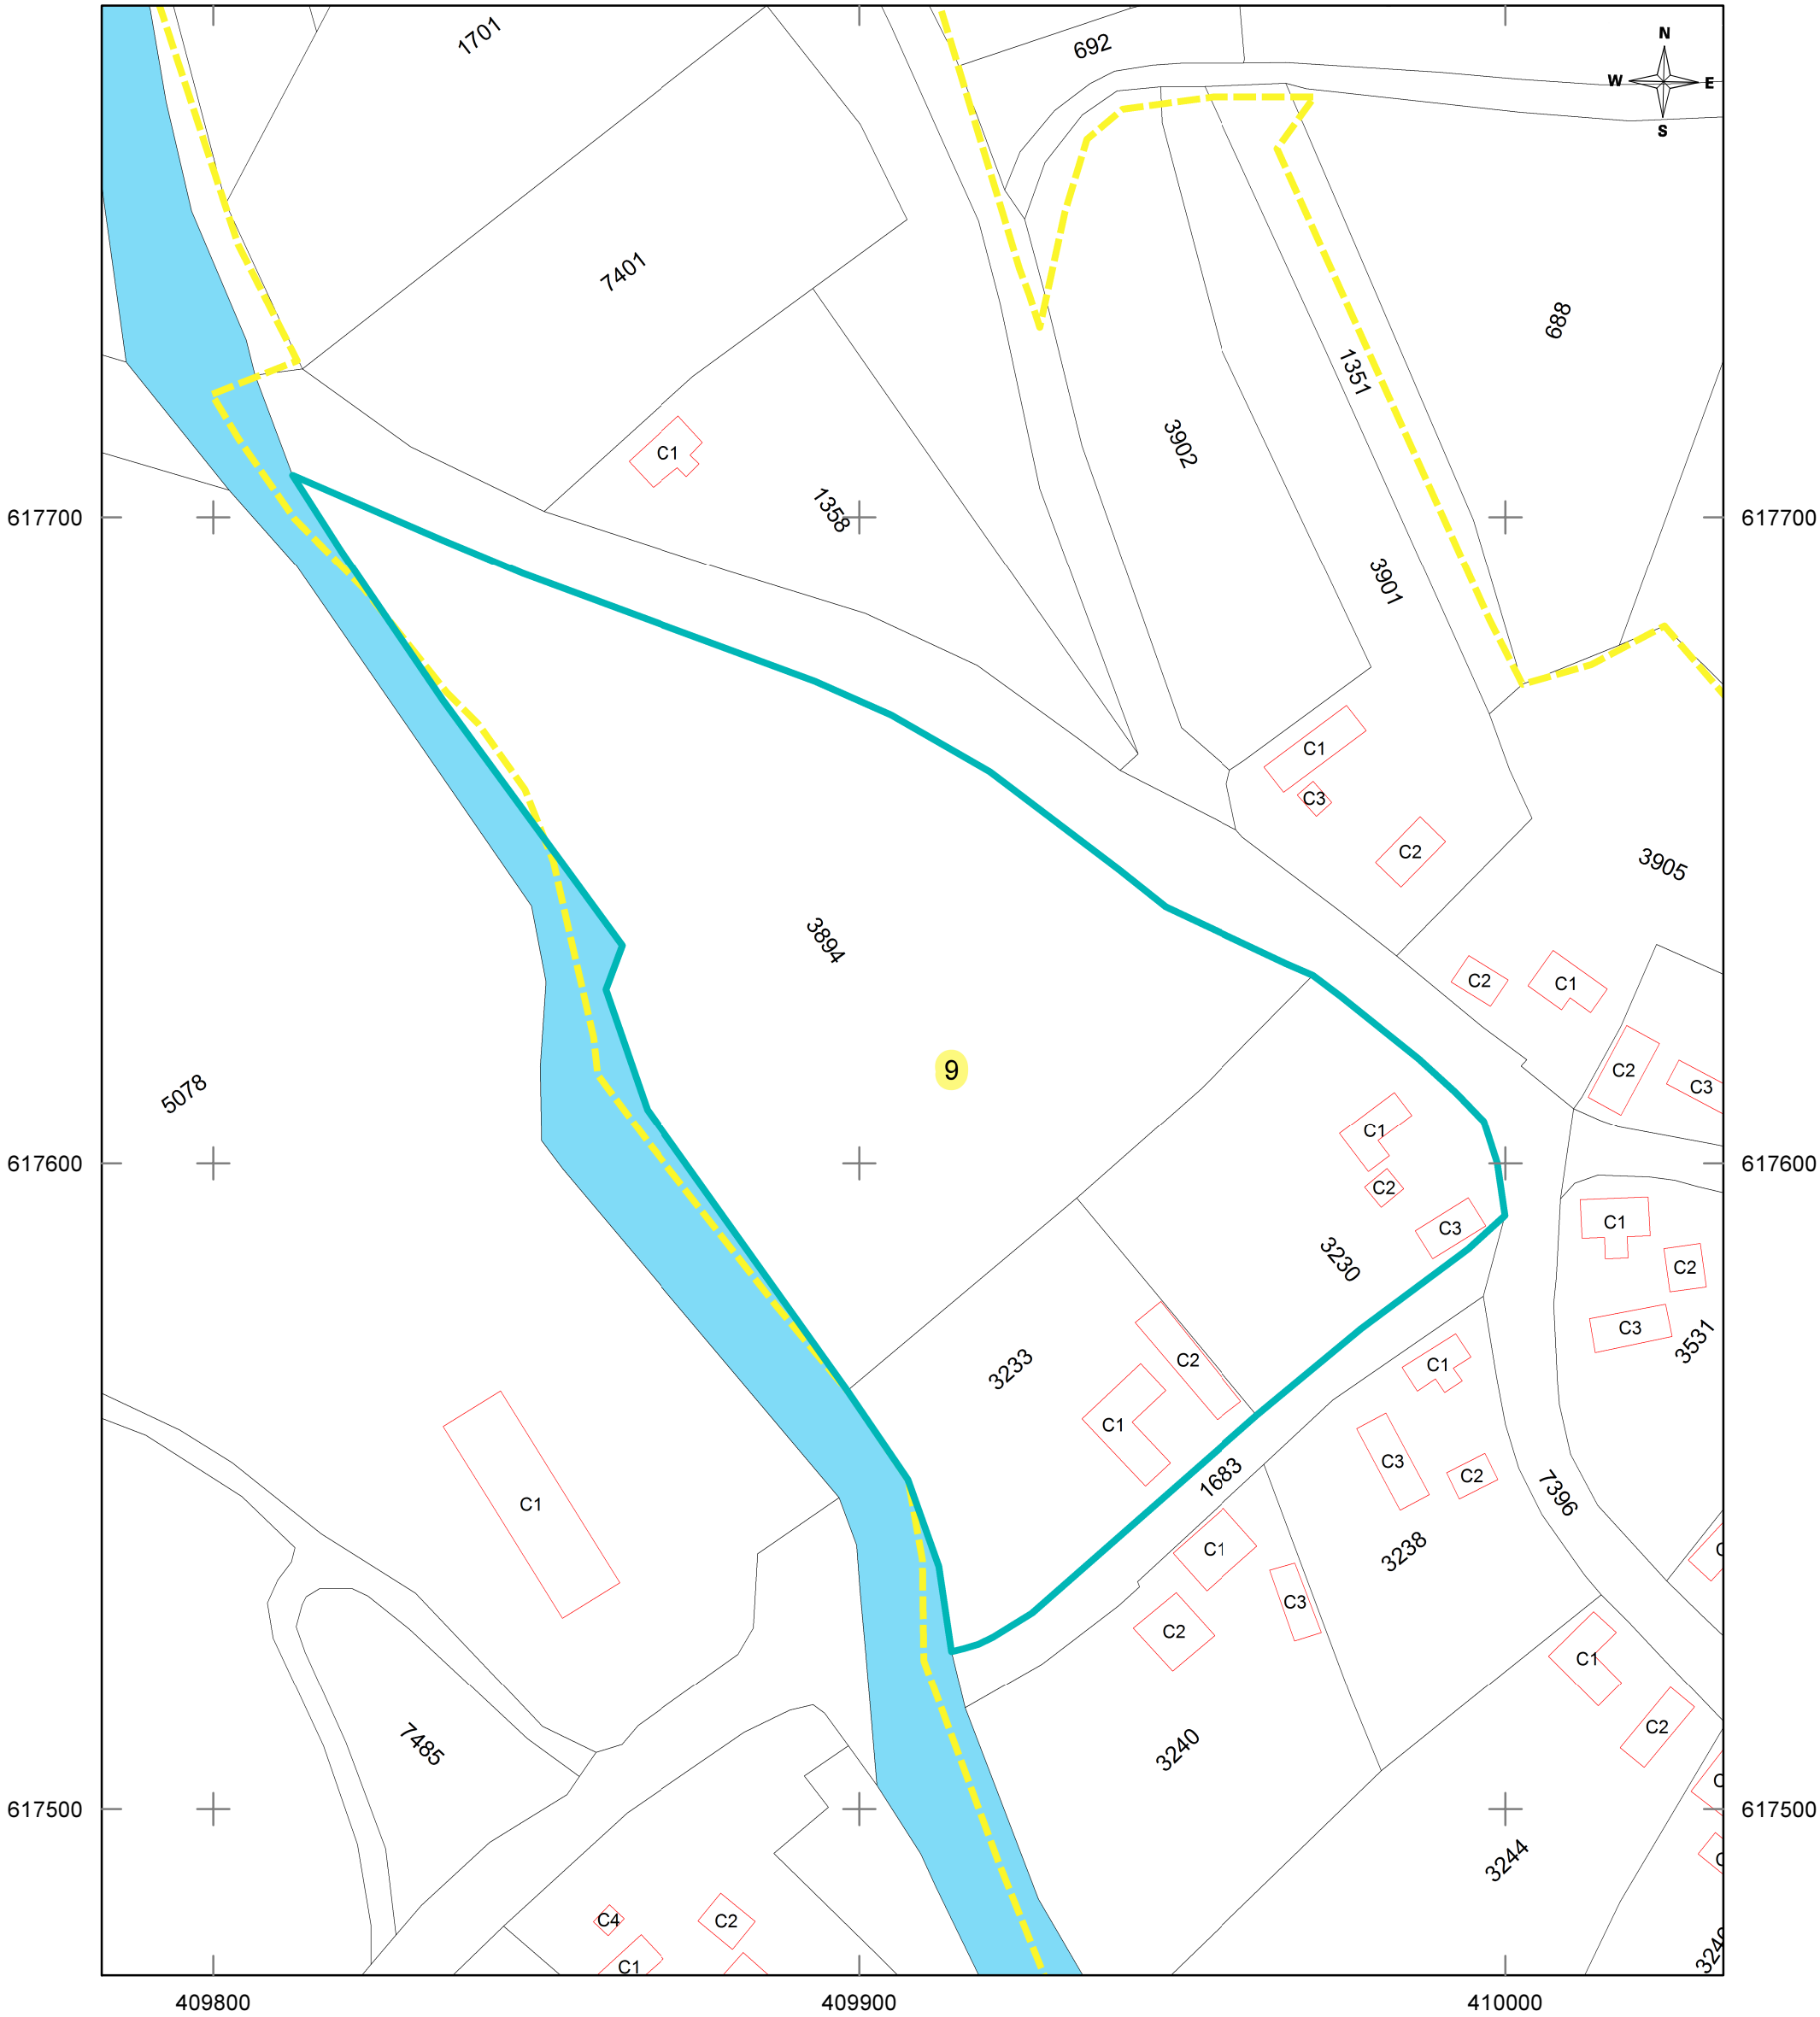 N
W E
S
1701
692
7401
688
1351
3902
C1
1358
617700
617700
3901
C1
C3
C2
3905
3894
C2
C1
9
C2
C3
5078
C1
617600
617600
C2
C3
C1
3230
C2
C3
3531
C2
3233
C1
C1
C3
1683
C2
7396
C1
3238
C1
C3
C2
C1
7485
3240
C2
617500
617500
3244
C4
C2
C1
409800
409900
410000